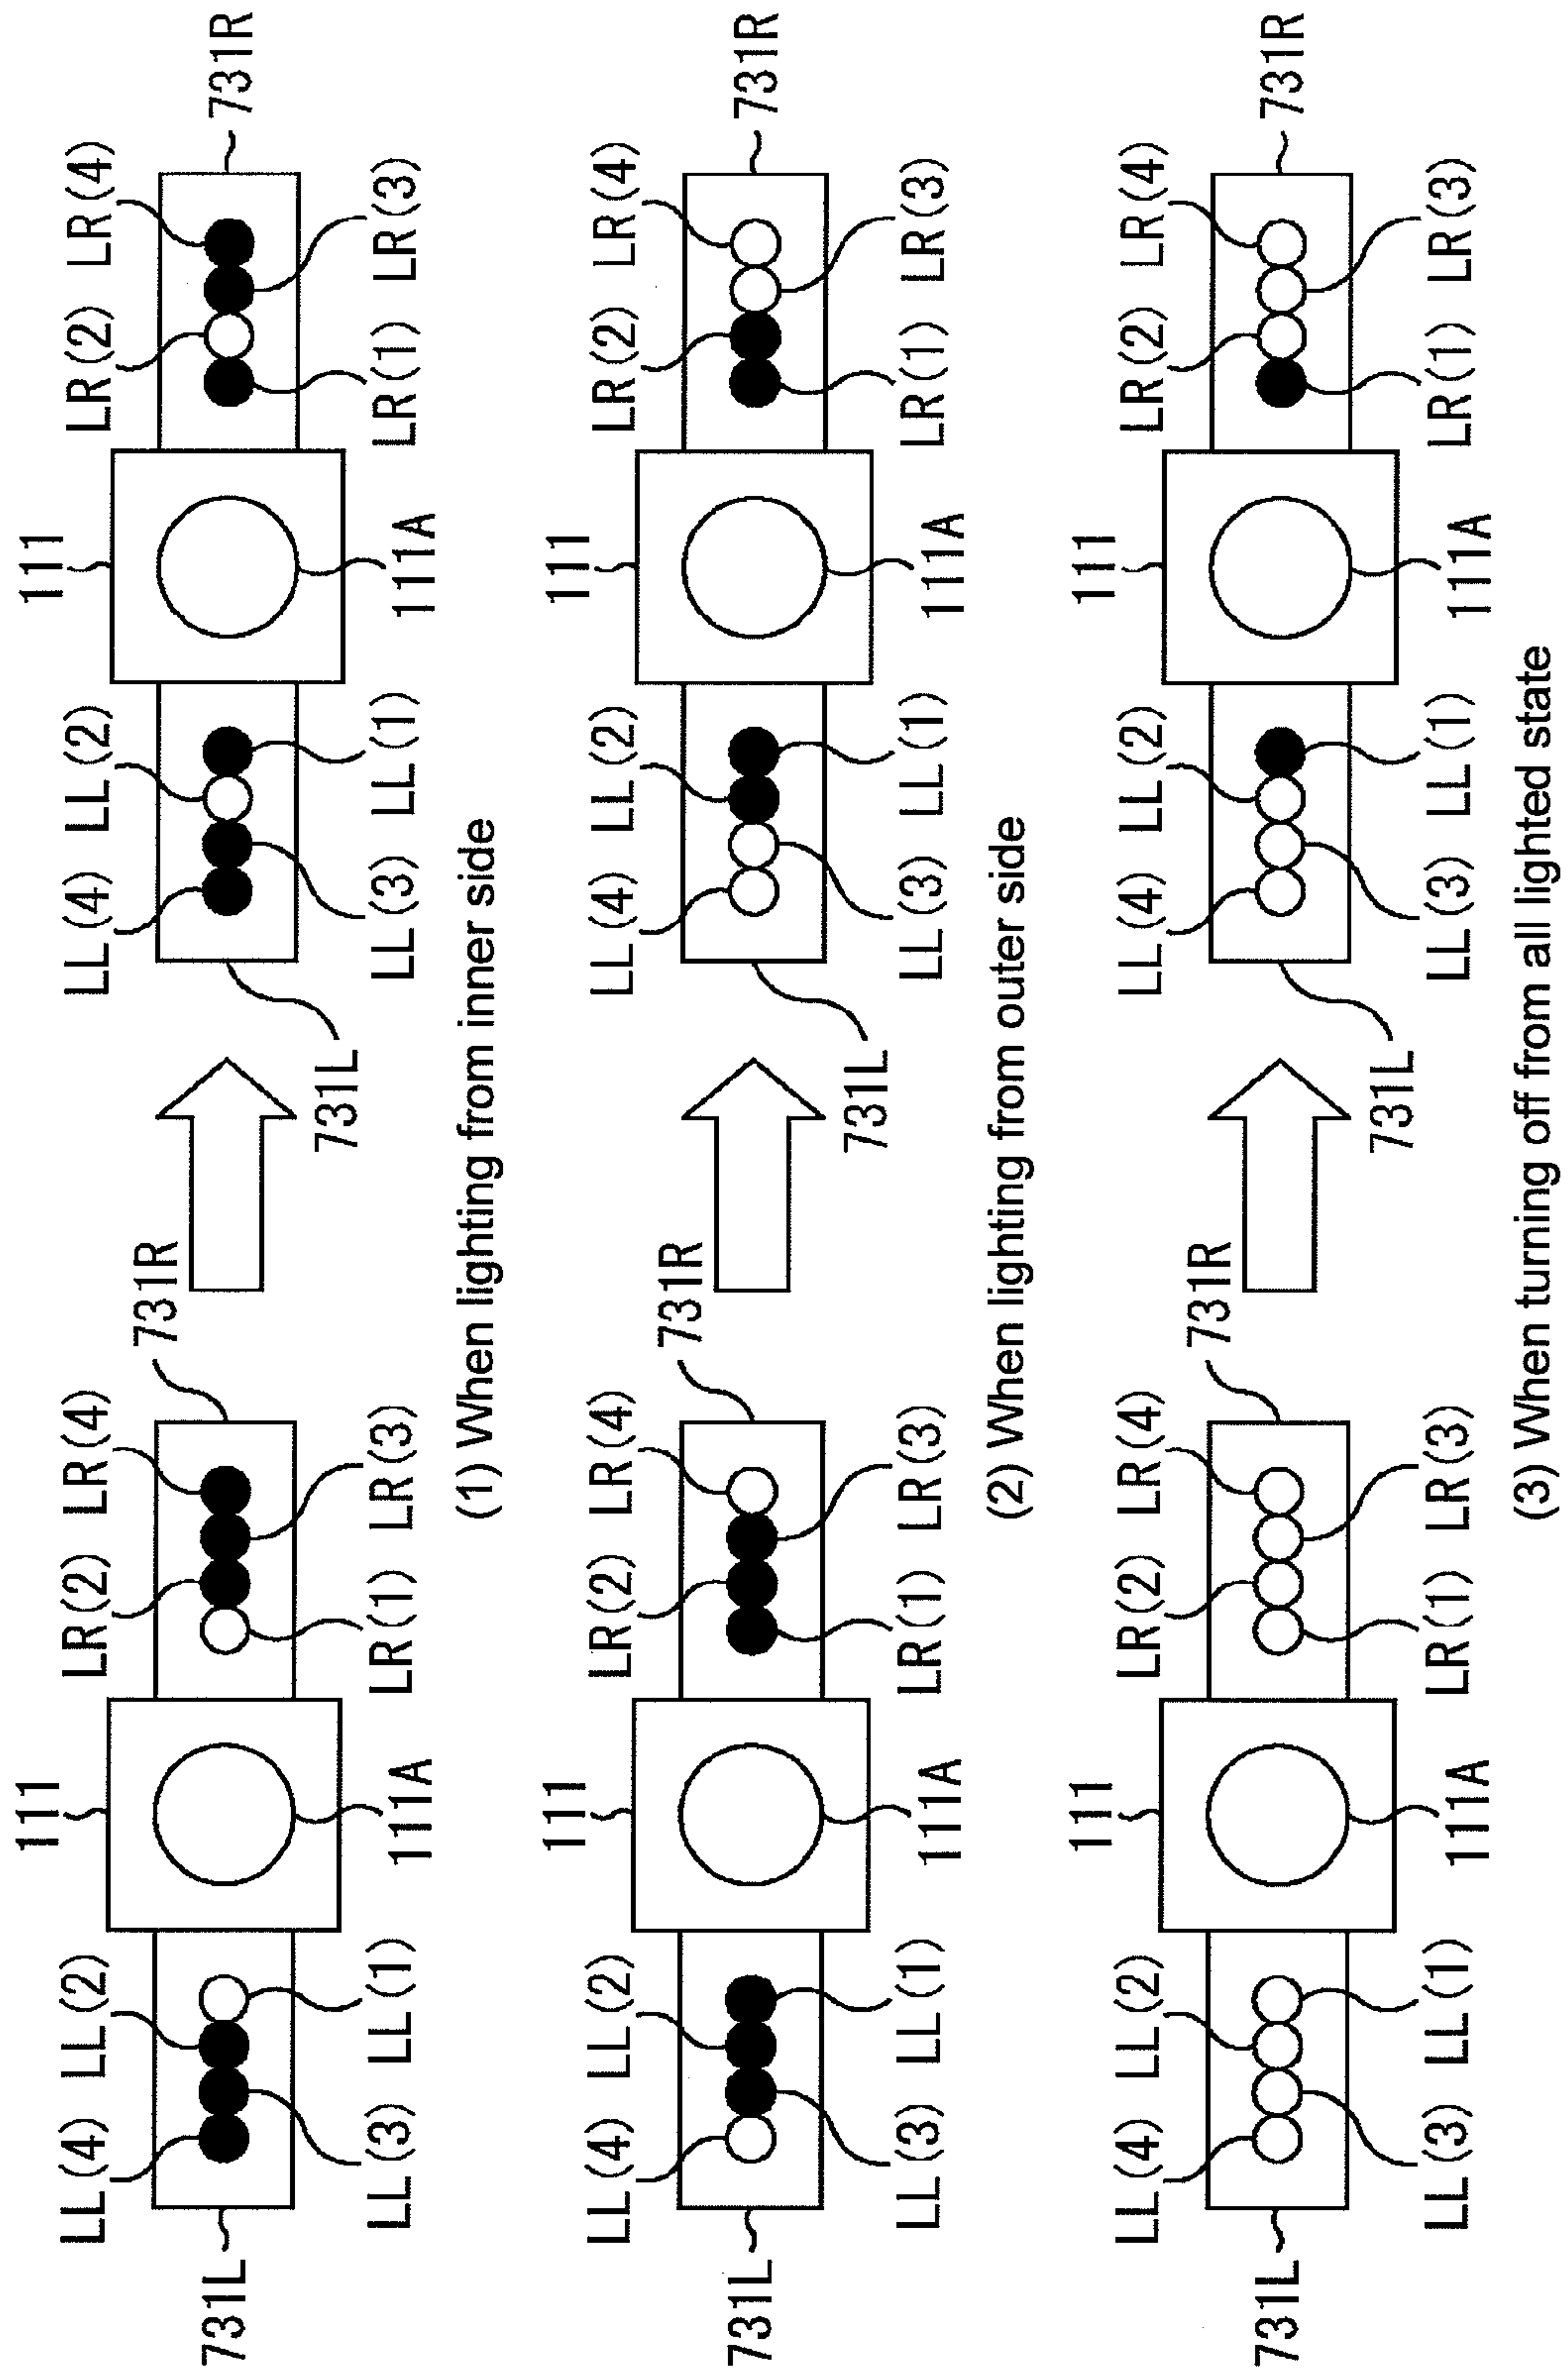 111 111
LL(4) LL(2) LR(2) LR(4) 731R LL(4) LL(2) LR(2) LR(4)
731L 731R
LL(3) LL(1) LR(1) LR(3) 731L LL(3) LL(1) LR(1) LR(3)
111A 111A
(1) When lighting from inner side
111 111
LL(4) LL(2) LR(2) LR(4) 731R LL(4) LL(2) LR(2) LR(4)
731L 731R
LL(3) LL(1) LR(1) LR(3) 731L LL(3) LL(1) LR(1) LR(3)
111A 111A
(2) When lighting from outer side
111 111
LL(4) LL(2) LR(2) LR(4) 731R LL(4) LL(2) LR(2) LR(4)
731L 731R
LL(3) LL(1) LR(1) LR(3) 731L LL(3) LL(1) LR(1) LR(3)
111A 111A
(3) When turning off from all lighted state